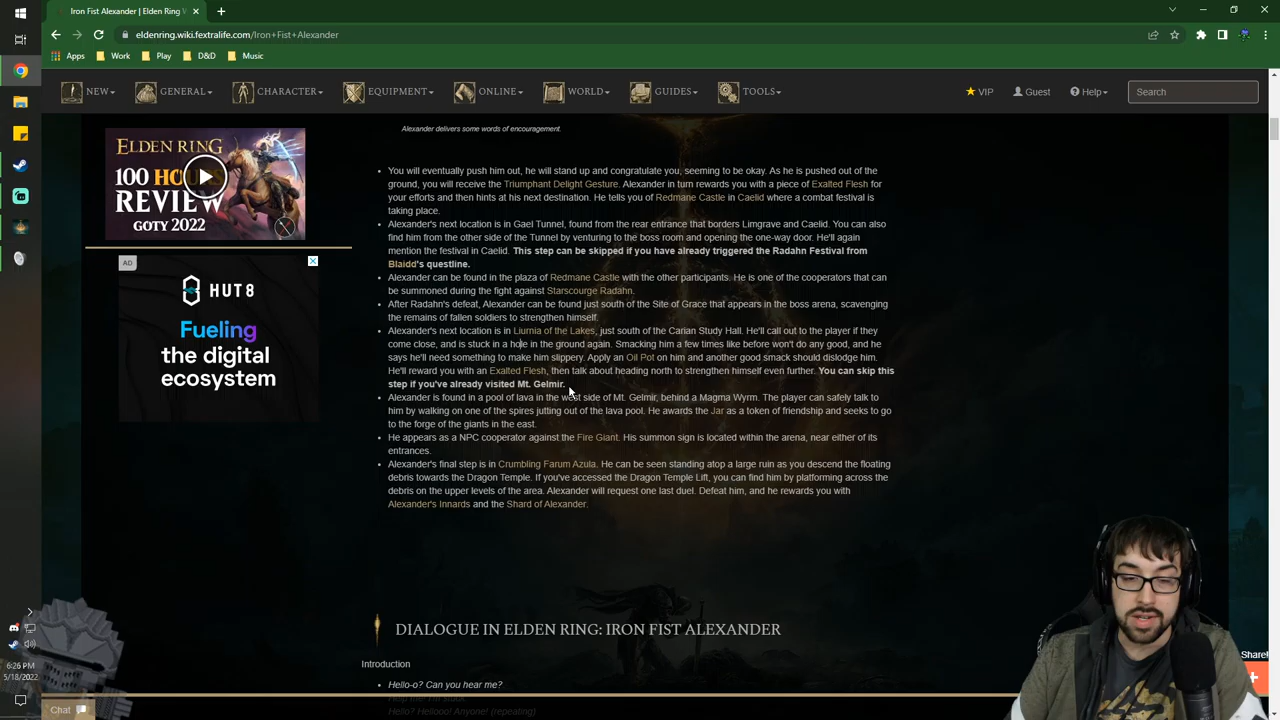 Iron Fist Alexander | Elden Ring W
eldenring.wiki.fextralife.com/Iron+Fist+Alexander
Apps Work Play D&D Music
NEW GENERAL CHARACTER EQUIPMENT ONLINE WORLD GUIDES TOOLS VIP Guest Help Search
Alexander delivers some words of encouragement.
ELDEN RING
100 HOUR
REVIEW
GOTY 2022
AD
HUT8
Fueling
the digital
ecosystem
You will eventually push him out, he will stand up and congratulate you, seeming to be okay. As he is pushed out of the
ground, you will receive the Triumphant Delight Gesture. Alexander in turn rewards you with a piece of Exalted Flesh for
your efforts and then hints at his next destination. He tells you of Redmane Castle in Caelid where a combat festival is
taking place.
Alexander's next location is in Gael Tunnel, found from the rear entrance that borders Limgrave and Caelid. You can also
find him from the other side of the Tunnel by venturing to the boss room and opening the one-way door. He'll again
mention the festival in Caelid. This step can be skipped if you have already triggered the Radahn Festival from
Blaidd's questline.
Alexander can be found in the plaza of Redmane Castle with the other participants. He is one of the cooperators that can
be summoned during the fight against Starscourge Radahn.
After Radahn's defeat, Alexander can be found just south of the Site of Grace that appears in the boss arena, scavenging
the remains of fallen soldiers to strengthen himself.
Alexander's next location is in Liurnia of the Lakes, just south of the Carian Study Hall. He'll call out to the player if they
come close, and is stuck in a hole in the ground again. Smacking him a few times like before won't do any good, and he
says he'll need something to make him slippery. Apply an Oil Pot on him and another good smack should dislodge him.
He'll reward you with an Exalted Flesh, then talk about heading north to strengthen himself even further. You can skip this
step if you've already visited Mt. Gelmir.
Alexander is found in a pool of lava in the west side of Mt. Gelmir, behind a Magma Wyrm. The player can safely talk to
him by walking on one of the spires jutting out of the lava pool. He awards the Jar as a token of friendship and seeks to go
to the forge of the giants in the east.
He appears as a NPC cooperator against the Fire Giant. His summon sign is located within the arena, near either of its
entrances.
Alexander's final step is in Crumbling Farum Azula. He can be seen standing atop a large ruin as you descend the floating
debris towards the Dragon Temple. If you've accessed the Dragon Temple Lift, you can find him by platforming across the
debris on the upper levels of the area. Alexander will request one last duel. Defeat him, and he rewards you with
Alexander's Innards and the Shard of Alexander.
DIALOGUE IN ELDEN RING: IRON FIST ALEXANDER
Introduction
Hello-o? Can you hear me?
Help me! I'm stuck.
Hello? Hellooo! Anyone! (repeating)
Chat